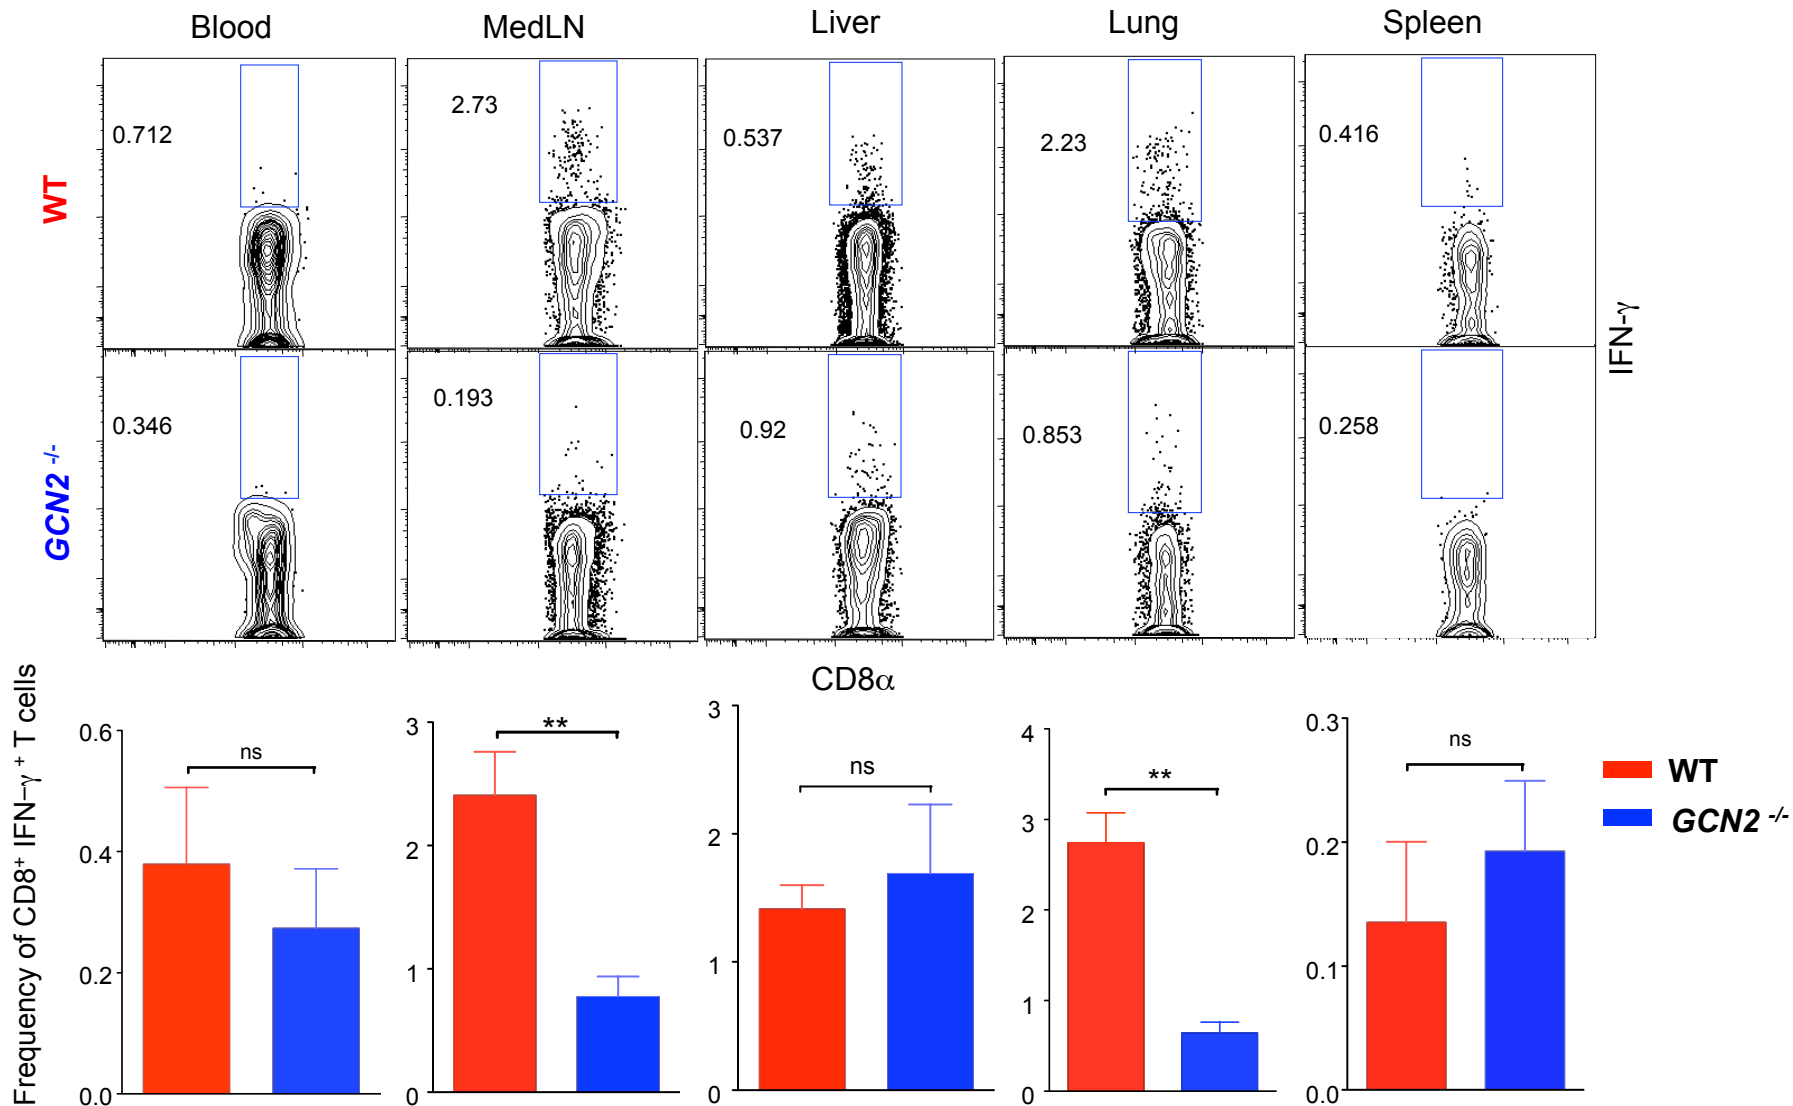 Blood MedLN Liver Lung Spleen
WT
0.712 2.73 0.537 2.23 0.416
IFN-γ
GCN2 -/-
0.346 0.193 0.92 0.853 0.258
CD8α
Frequency of CD8+ IFN-γ + T cells
0.6
0.4
0.2
0.0
ns
3
2
1
0
**
3
2
1
0
ns
4
3
2
1
0
**
0.3
0.2
0.1
0.0
ns
WT
GCN2 -/-